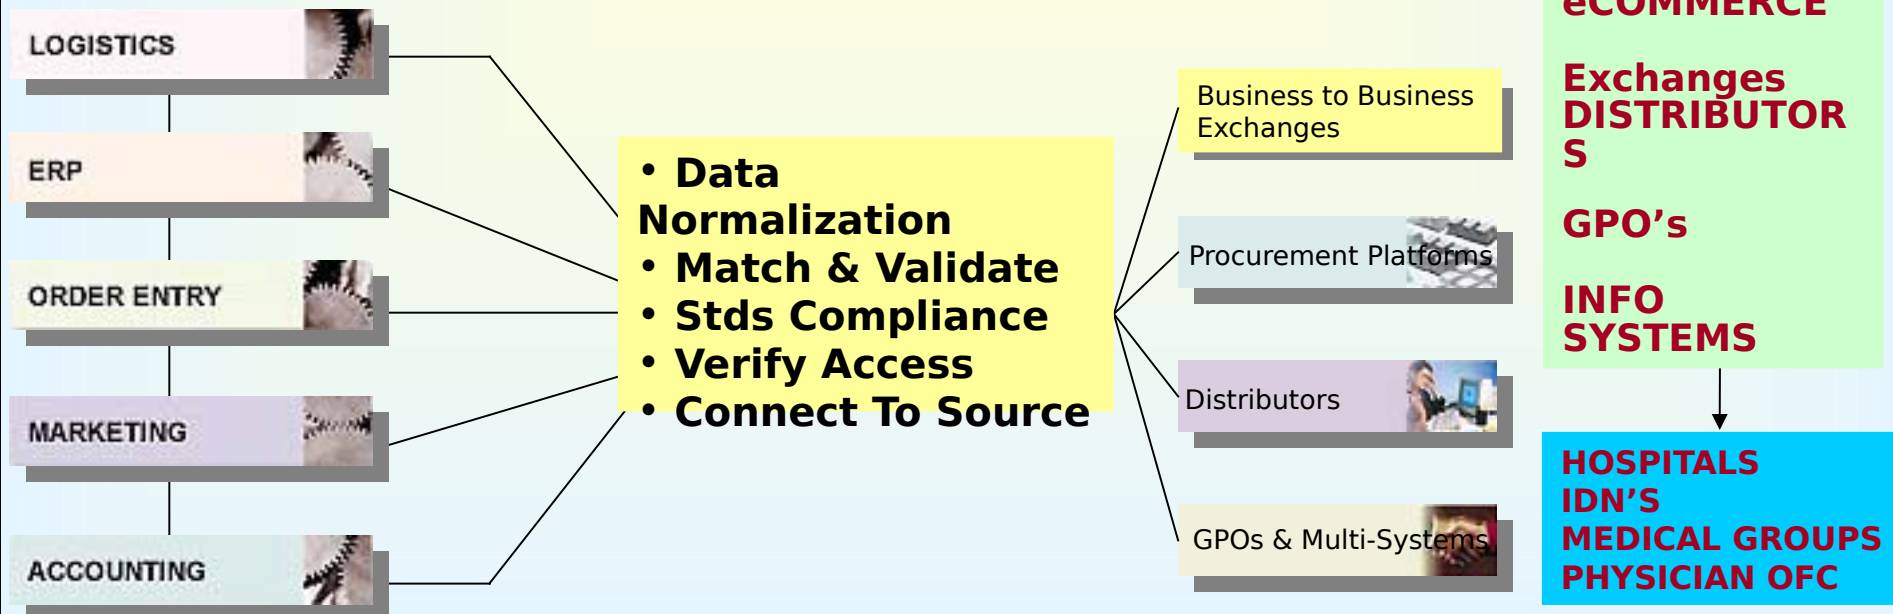 LOGISTICS
ERP
ORDER ENTRY
MARKETING
ACCOUNTING
• Data
Normalization
• Match & Validate
• Stds Compliance
• Verify Access
• Connect To Source
Business to Business
Exchanges
Procurement Platforms
Distributors
GPOs & Multi-Systems
eCOMMERCE
Exchanges
DISTRIBUTOR
S
GPO’s
INFO
SYSTEMS
HOSPITALS
IDN’S
MEDICAL GROUPS
PHYSICIAN OFC